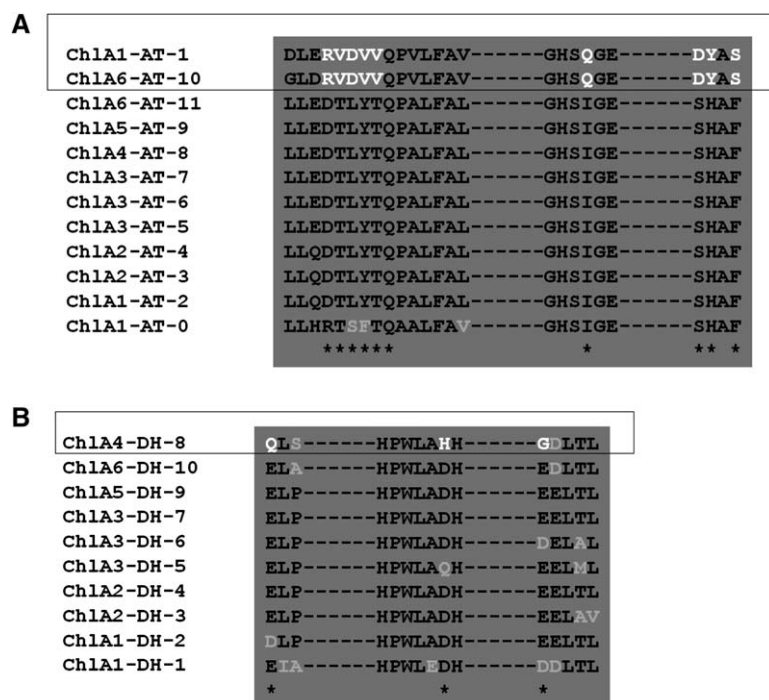 A
ChlA1-AT-1 DLERVDVVQPVLFAV------GHSQGE------DYAS
ChlA6-AT-10 GLDRVDVVQPVLFAV------GHSQGE------DYAS
ChlA6-AT-11 LLEDTLYTQPALFAL------GHSIGE------SHAF
ChlA5-AT-9 LLEDTLYTQPALFAL------GHSIGE------SHAF
ChlA4-AT-8 LLEDTLYTQPALFAL------GHSIGE------SHAF
ChlA3-AT-7 LLEDTLYTQPALFAL------GHSIGE------SHAF
ChlA3-AT-6 LLEDTLYTQPALFAL------GHSIGE------SHAF
ChlA3-AT-5 LLEDTLYTQPALFAL------GHSIGE------SHAF
ChlA2-AT-4 LLQDTLYTQPALFAL------GHSIGE------SHAF
ChlA2-AT-3 LLQDTLYTQPALFAL------GHSIGE------SHAF
ChlA1-AT-2 LLQDTLYTQPALFAL------GHSIGE------SHAF
ChlA1-AT-0 LLHRTSFTQAALFAV------GHSIGE------SHAF
****** * ** *
B
ChlA4-DH-8 QLS------HPWLAHH------GDLTL
ChlA6-DH-10 ELA------HPWLADH------EDLTL
ChlA5-DH-9 ELP------HPWLADH------EELTL
ChlA3-DH-7 ELP------HPWLADH------EELTL
ChlA3-DH-6 ELP------HPWLADH------DELAL
ChlA3-DH-5 ELP------HPWLAQH------EELML
ChlA2-DH-4 ELP------HPWLADH------EELTL
ChlA2-DH-3 ELP------HPWLADH------EELAV
ChlA1-DH-2 DLP------HPWLADH------EELTL
ChlA1-DH-1 EIA------HPWLEDH------DDLTL
* * *